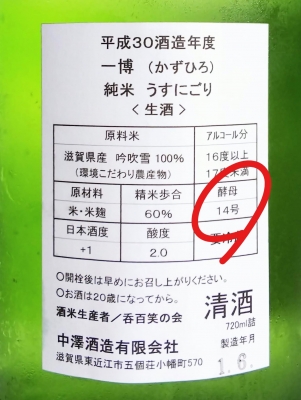 平成30酒造年度
一博（かずひろ）
純米 うすにごり
＜生酒＞
原料米
アルコール分
滋賀県産 吟吹雪 100%
（環境こだわり農産物）
16度以上
17度未満
原材料
精米歩合
酵母
米・米麹
60%
14号
日本酒度
酸度
要冷
+1
2.0
○開栓後は早めにお召し上がりください。
○お酒は20歳になってから。
酒米生産者／呑百笑の会
清酒
720ml詰
中澤酒造有限会社
製造年月
滋賀県東近江市五個荘小幡町570
1.6.